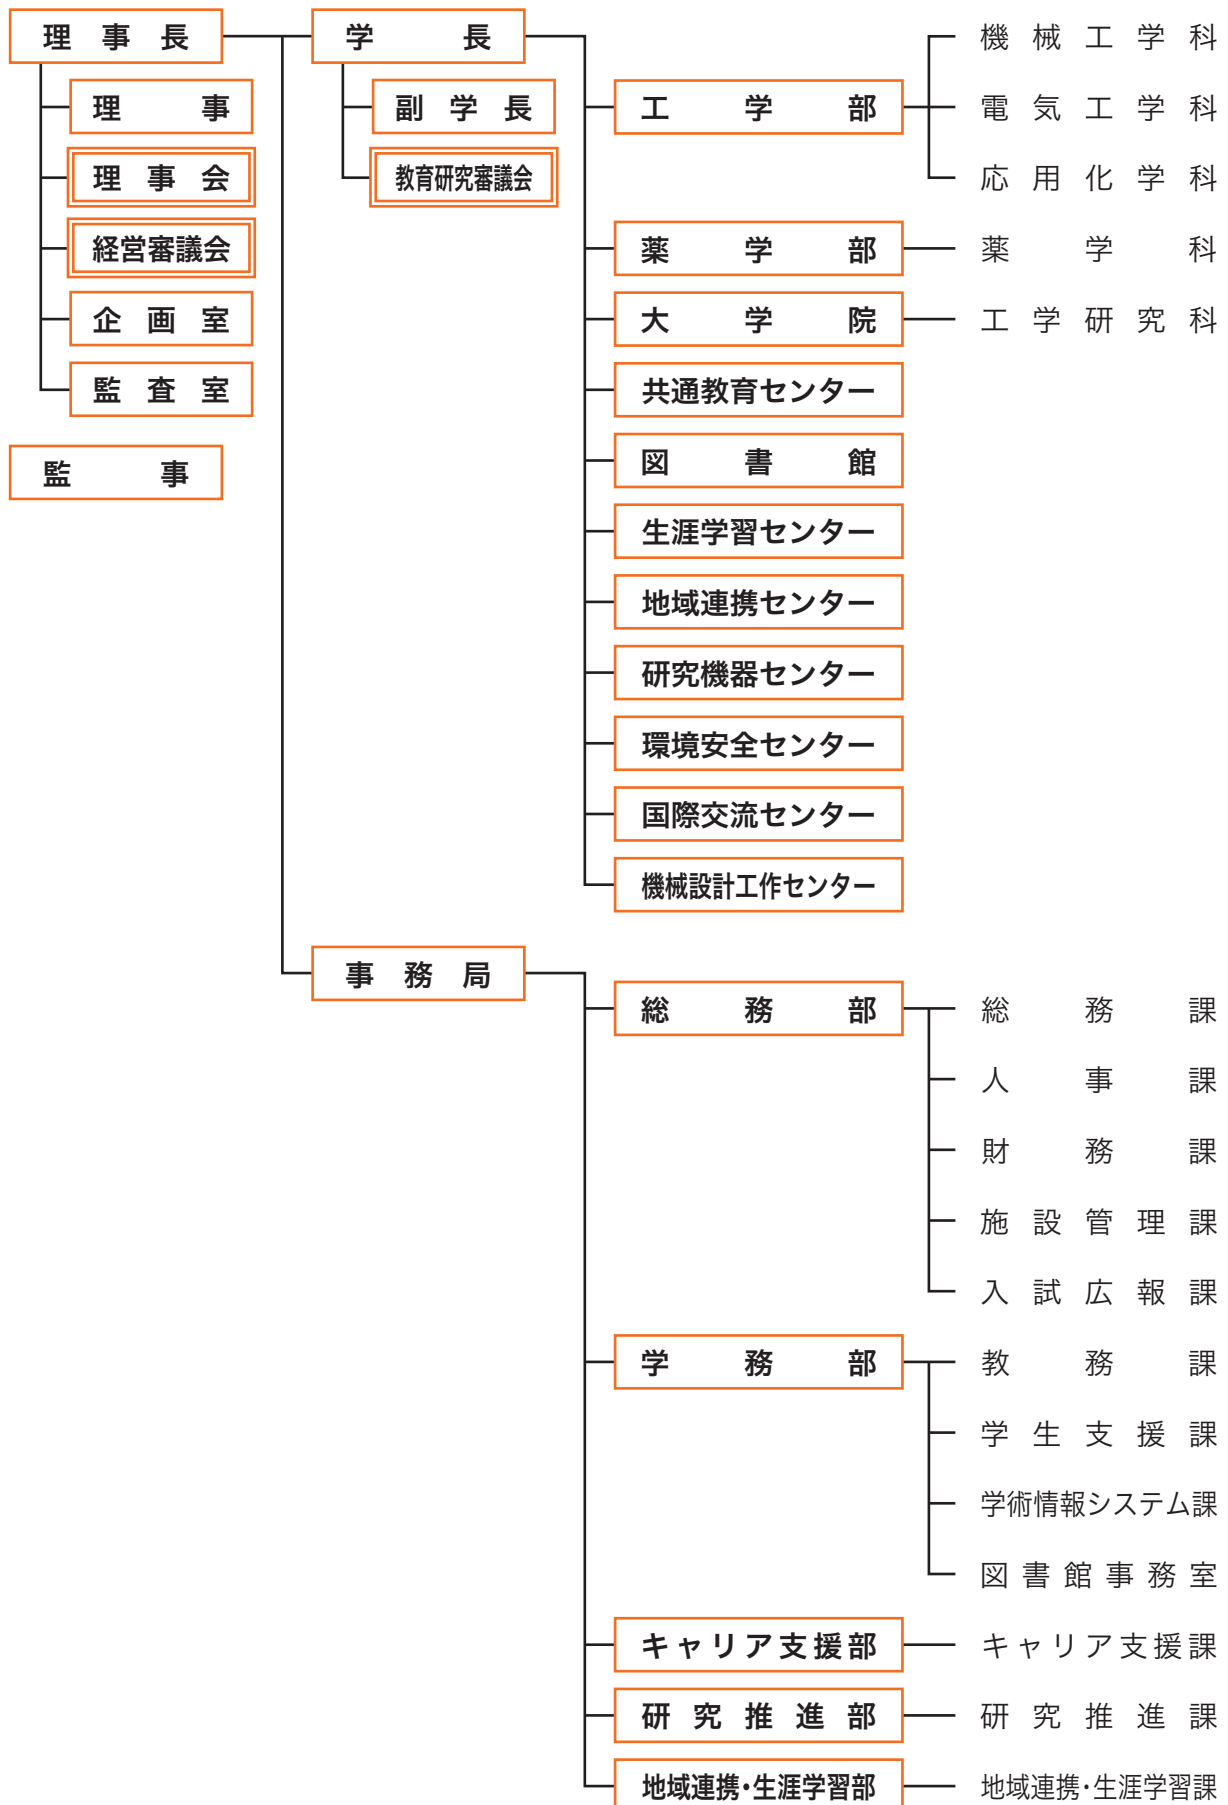 理事長
理事
理事会
経営審議会
企画室
監査室
監事
学長
副学長
教育研究審議会
工学部
機械工学科
電気工学科
応用化学科
薬学部
薬学科
大学院
工学研究科
共通教育センター
図書館
生涯学習センター
地域連携センター
研究機器センター
環境安全センター
国際交流センター
機械設計工作センター
事務局
総務部
総務課
人事課
財務課
施設管理課
入試広報課
学務部
教務課
学生支援課
学術情報システム課
図書館事務室
キャリア支援部
キャリア支援課
研究推進部
研究推進課
地域連携・生涯学習部
地域連携・生涯学習課